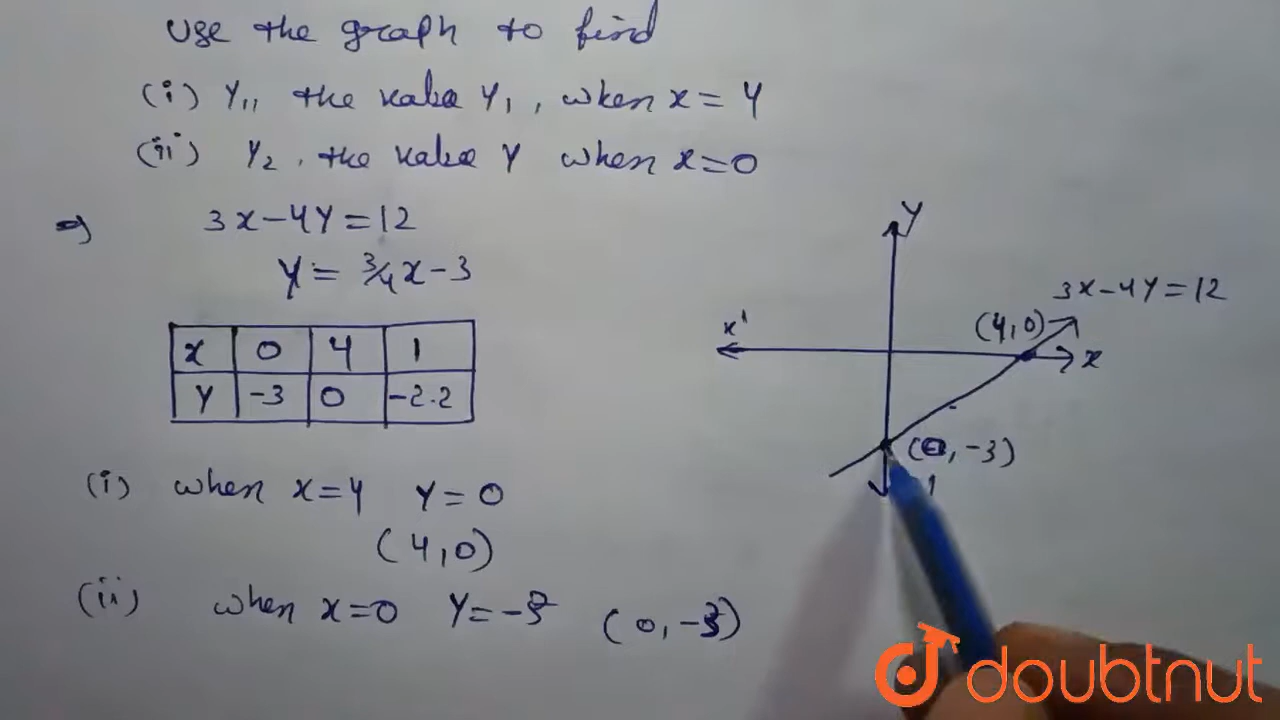 Use the graph to find
(i) Y₁, the value Y₁, when x = 4
(ii) Y₂, the value Y when x=0
⇒ 3x-4Y=12
Y = 3/4x-3
x 0 4 1
Y -3 0 -2.2
(i) when x=4 Y=0
(4,0)
(ii) when x=0 Y=-3 (0,-3)
Y
3x-4Y=12
(4,0)
x'
x
(0,-3)
doubtnut